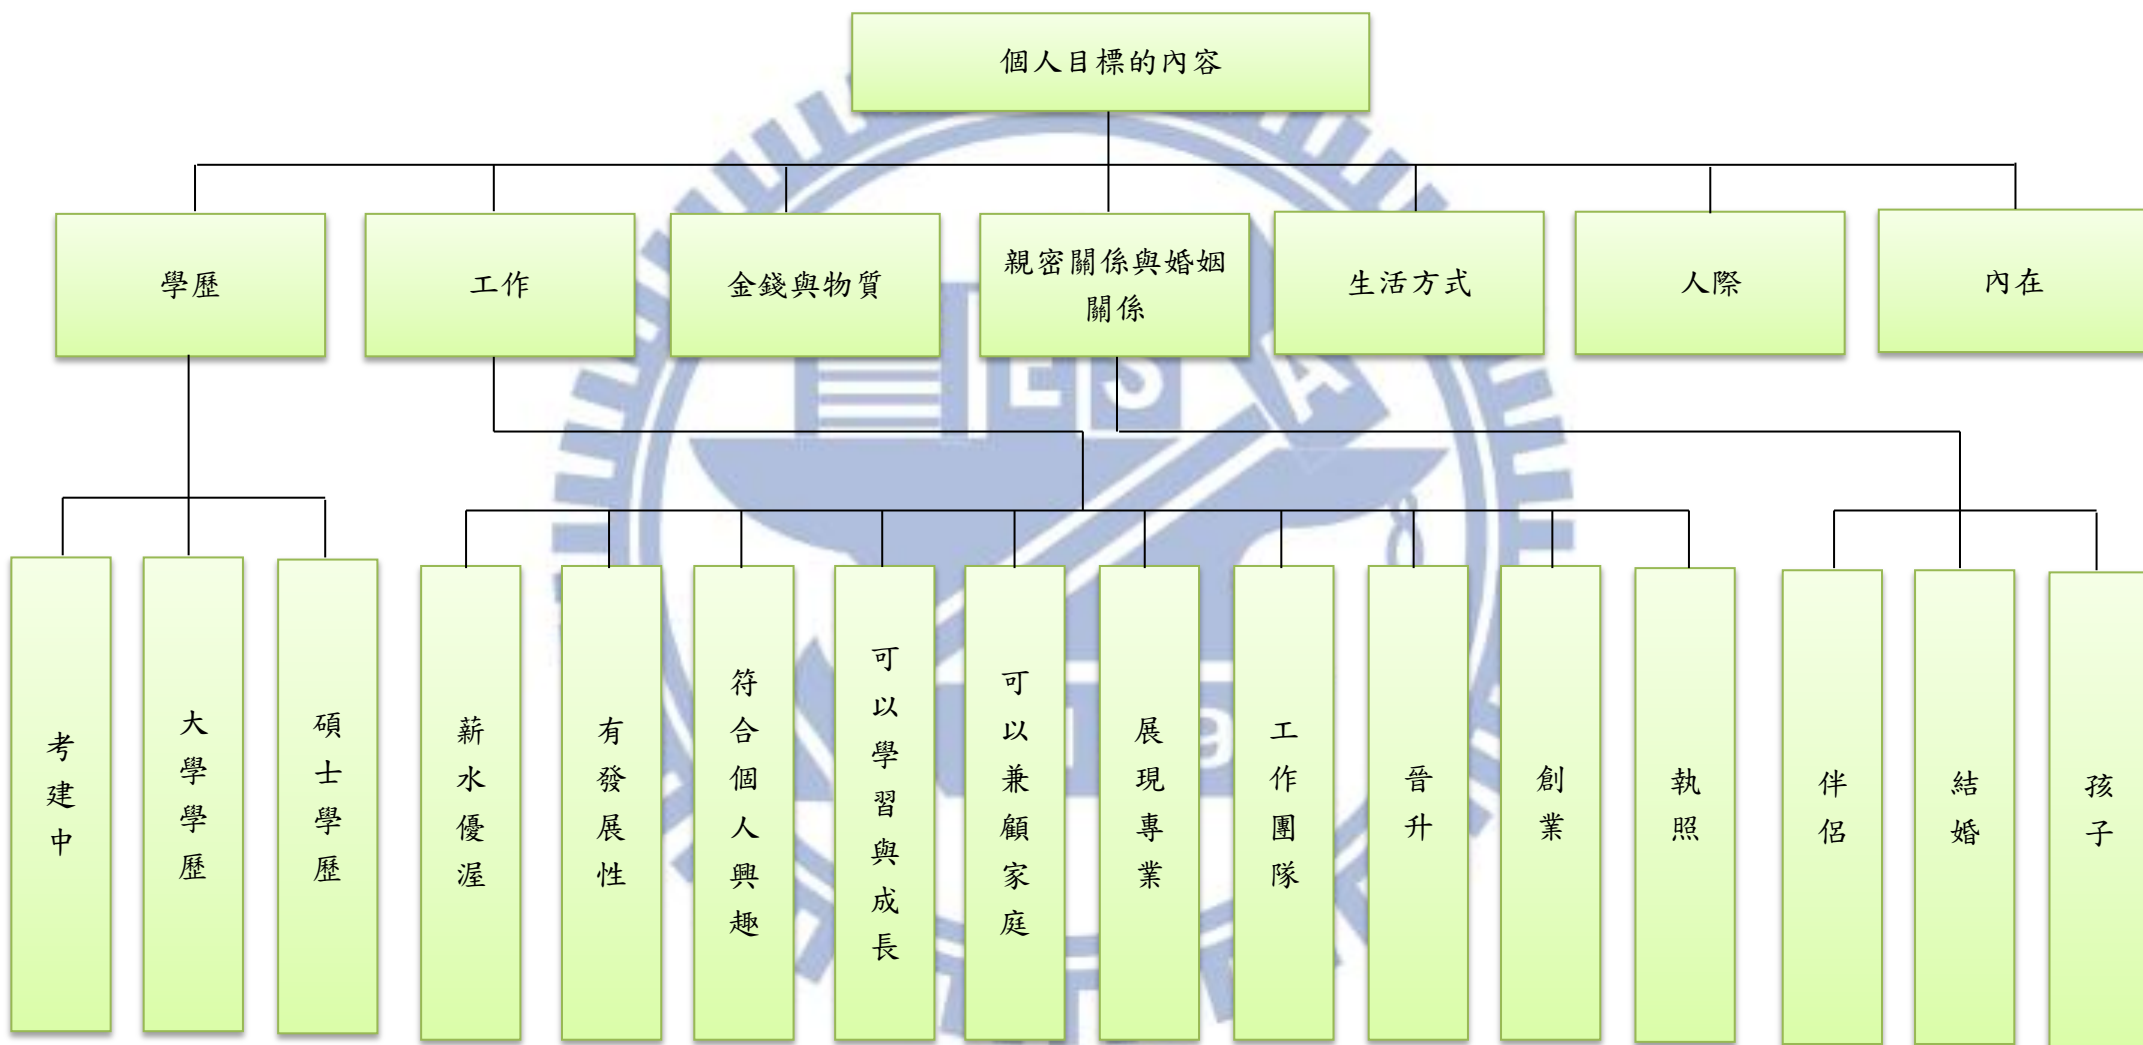 個人目標的內容
學歷
工作
金錢與物質
親密關係與婚姻
關係
生活方式
人際
內在
考建中
大學學歷
碩士學歷
薪水優渥
有發展性
符合個人興趣
可以學習與成長
可以兼顧家庭
展現專業
工作團隊
晉升
創業
執照
伴侶
結婚
孩子
ESA